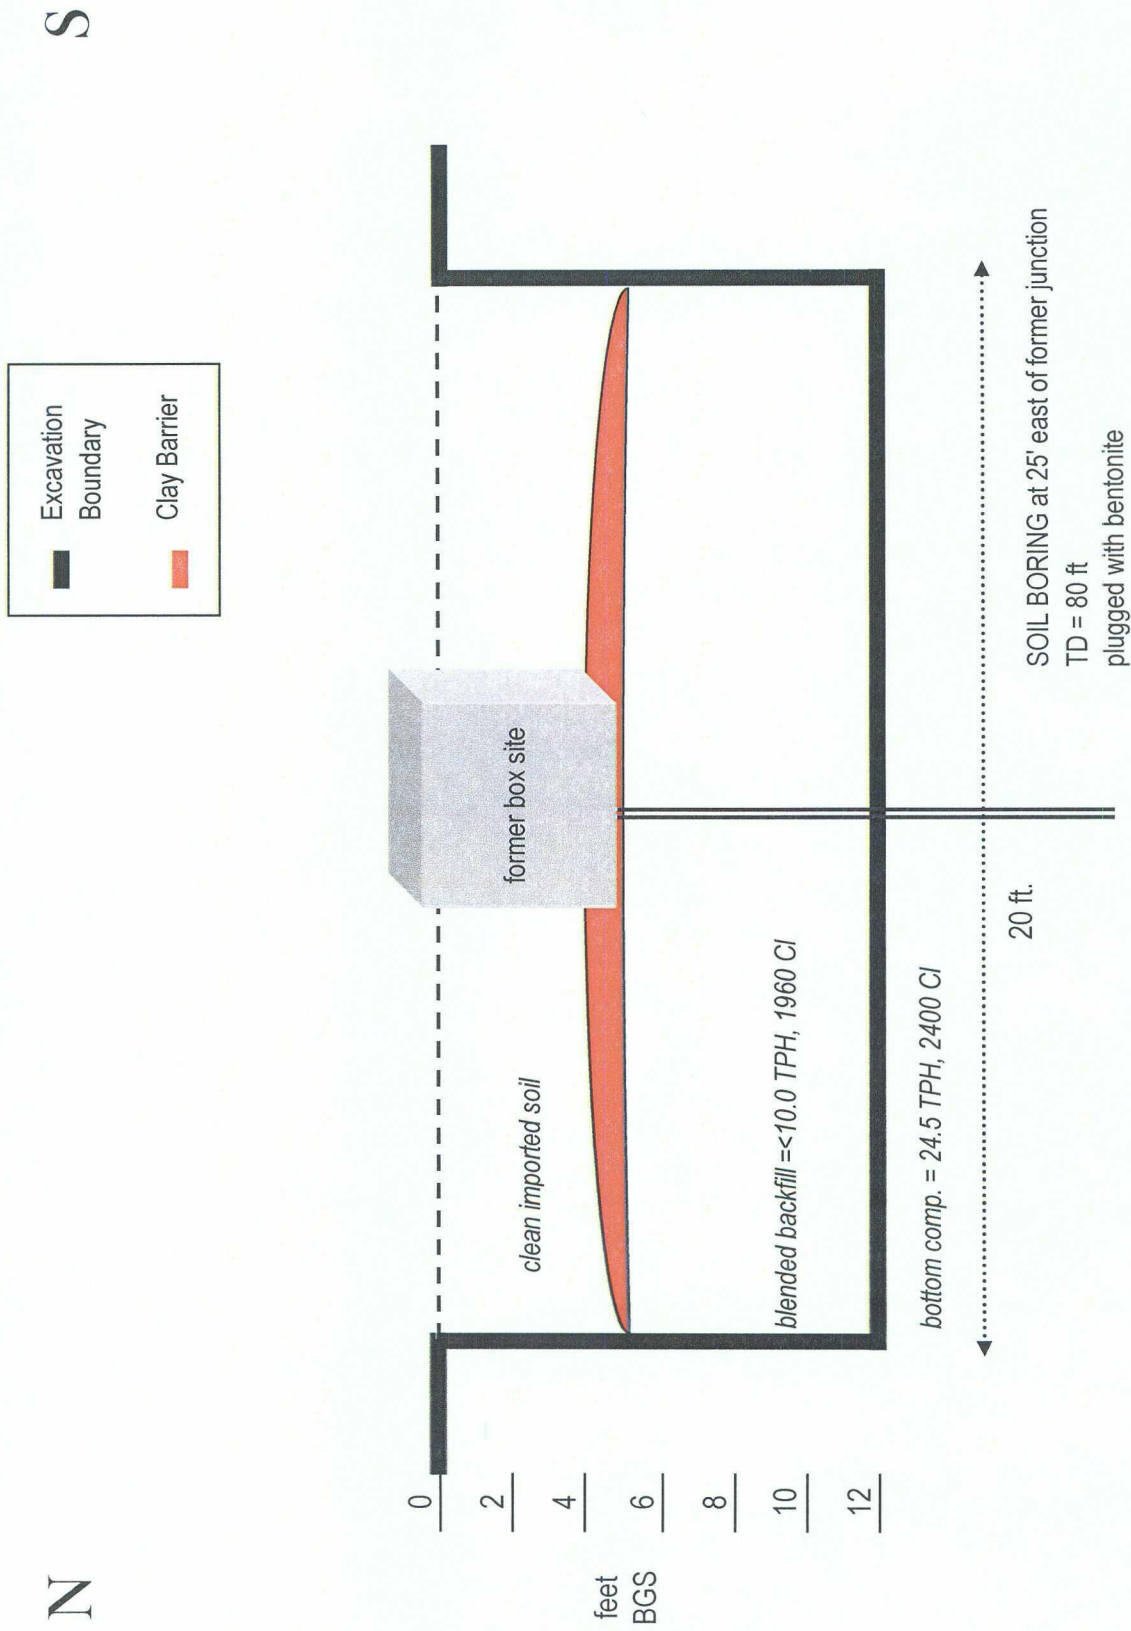 N
S
Excavation
Boundary
Clay Barrier
feet
BGS
0
2
4
6
8
10
12
former box site
clean imported soil
blended backfill =<10.0 TPH, 1960 Cl
bottom comp. = 24.5 TPH, 2400 Cl
20 ft.
SOIL BORING at 25' east of former junction
TD = 80 ft
plugged with bentonite